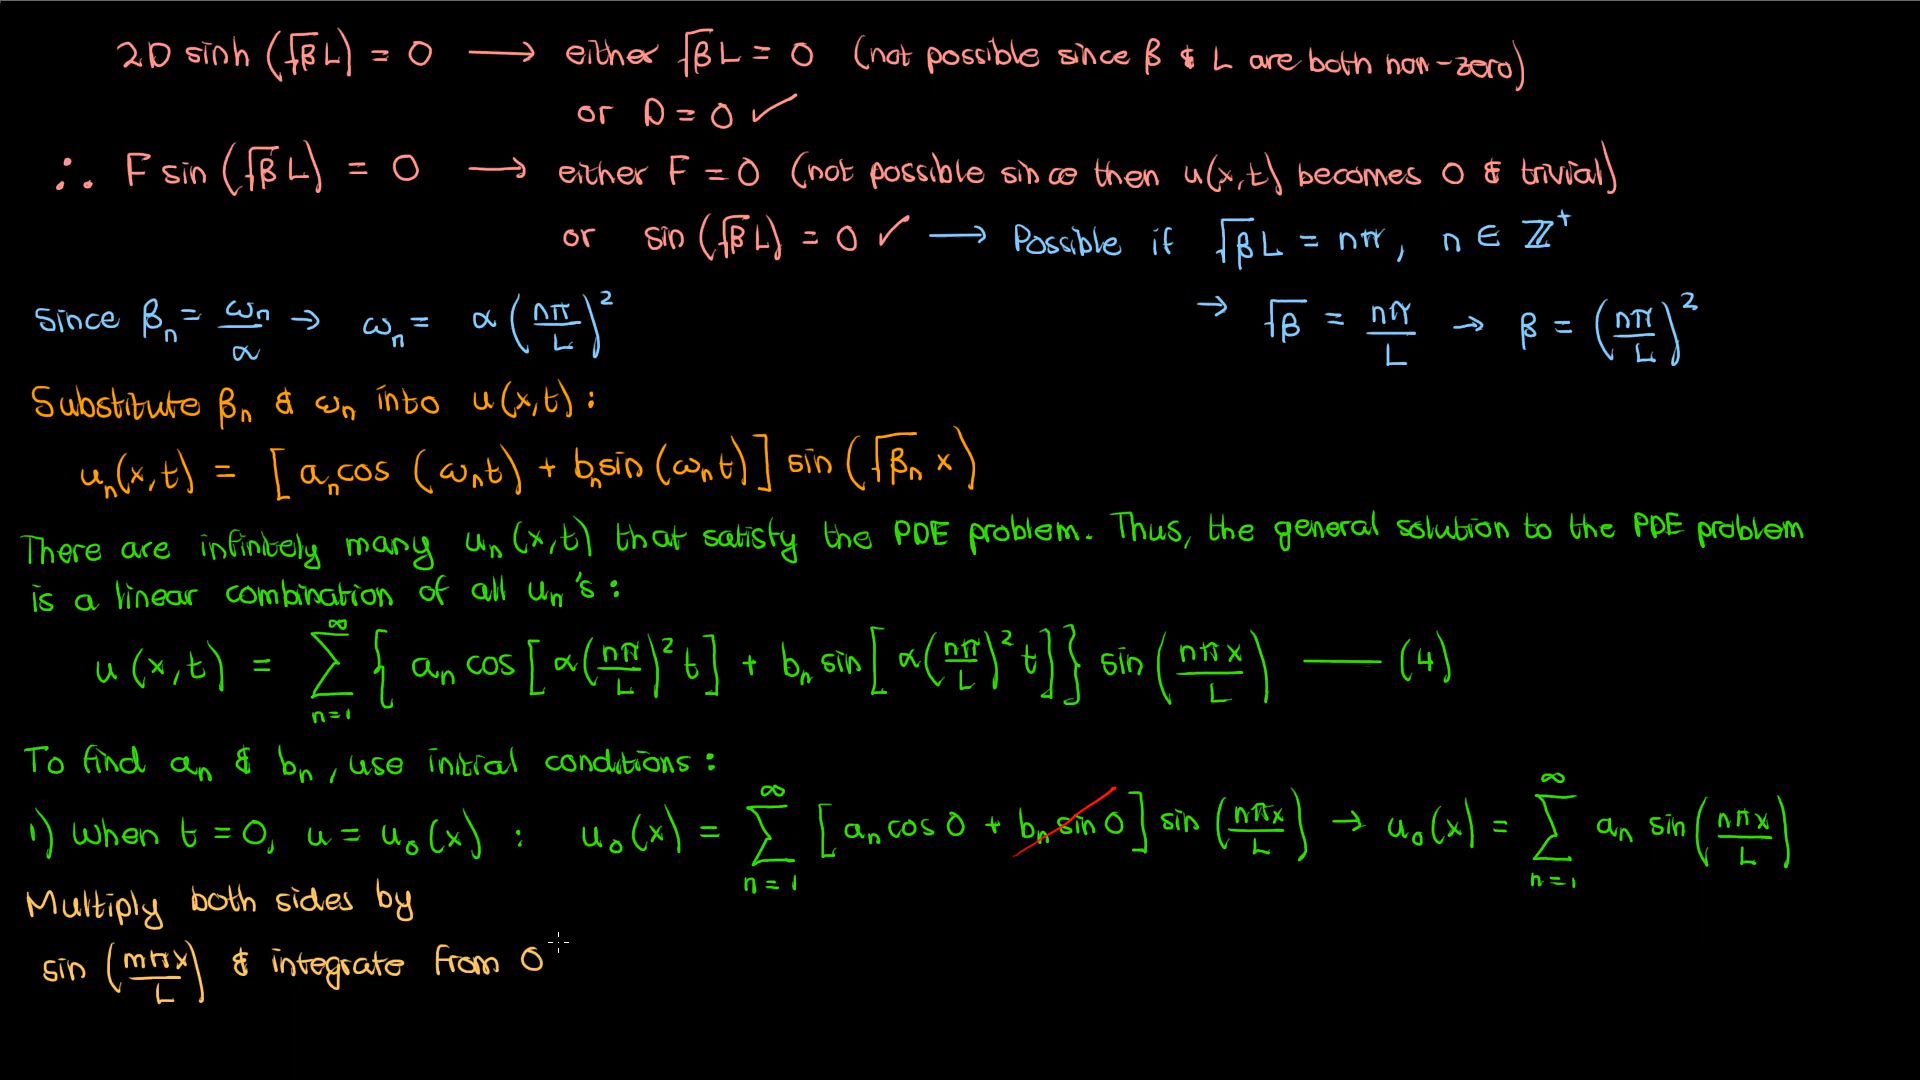 2D sinh (√β L) = 0 ⟶ either √β L = 0 (not possible since β & L are both non-zero)
or D = 0 ✓
∴ F sin (√β L) = 0 ⟶ either F = 0 (not possible since then u(x,t) becomes 0 & trivial)
or sin (√β L) = 0 ✓ ⟶ Possible if √β L = nπ, n ∈ ℤ⁺
Since βₙ = ωₙ/α → ωₙ = α (nπ/L)² → √β = nπ/L → β = (nπ/L)²
Substitute βₙ & ωₙ into u(x,t) :
uₙ(x,t) = [aₙ cos (ωₙt) + bₙ sin (ωₙt)] sin (√βₙ x)
There are infinitely many uₙ(x,t) that satisfy the PDE problem. Thus, the general solution to the PDE problem
is a linear combination of all uₙ's :
u(x,t) = ∑_{n=1}^{∞} { aₙ cos [α(nπ/L)² t] + bₙ sin [α(nπ/L)² t] } sin (nπx/L) —— (4)
To find aₙ & bₙ, use initial conditions :
1) When t = 0, u = u₀(x) : u₀(x) = ∑_{n=1}^{∞} [aₙ cos 0 + bₙ sin 0] sin (nπx/L) → u₀(x) = ∑_{n=1}^{∞} aₙ sin (nπx/L)
Multiply both sides by
sin (mπx/L) & integrate from 0